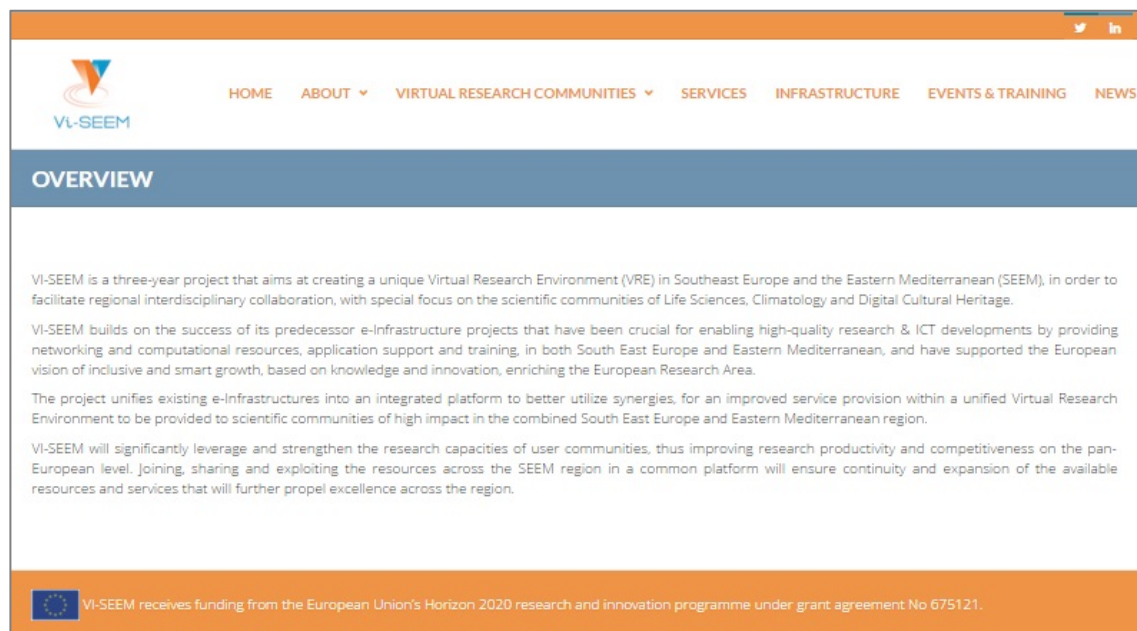 in
HOME ABOUT VIRTUAL RESEARCH COMMUNITIES SERVICES INFRASTRUCTURE EVENTS & TRAINING NEWS
Vi-SEEM
OVERVIEW
VI-SEEM is a three-year project that aims at creating a unique Virtual Research Environment (VRE) in Southeast Europe and the Eastern Mediterranean (SEEM), in order to
facilitate regional interdisciplinary collaboration, with special focus on the scientific communities of Life Sciences, Climatology and Digital Cultural Heritage.
VI-SEEM builds on the success of its predecessor e-Infrastructure projects that have been crucial for enabling high-quality research & ICT developments by providing
networking and computational resources, application support and training, in both South East Europe and Eastern Mediterranean, and have supported the European
vision of inclusive and smart growth, based on knowledge and innovation, enriching the European Research Area.
The project unifies existing e-Infrastructures into an integrated platform to better utilize synergies, for an improved service provision within a unified Virtual Research
Environment to be provided to scientific communities of high impact in the combined South East Europe and Eastern Mediterranean region.
VI-SEEM will significantly leverage and strengthen the research capacities of user communities, thus improving research productivity and competitiveness on the pan-
European level. Joining, sharing and exploiting the resources across the SEEM region in a common platform will ensure continuity and expansion of the available
resources and services that will further propel excellence across the region.
VI-SEEM receives funding from the European Union's Horizon 2020 research and innovation programme under grant agreement No 675121.